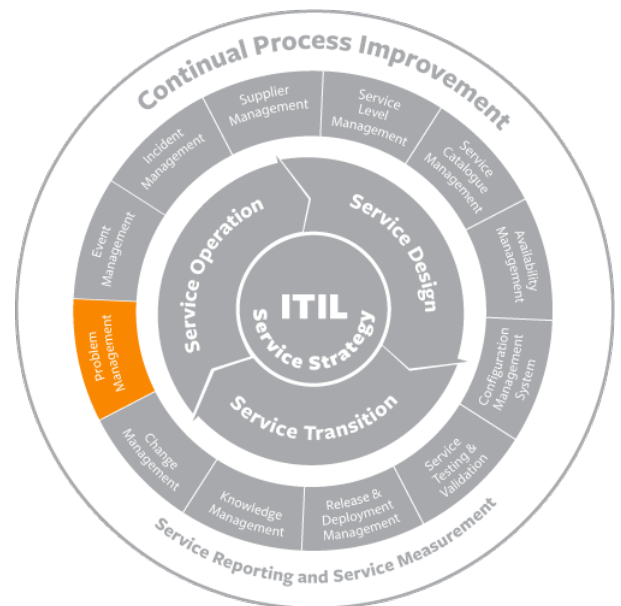 Continual Process Improvement
Supplier
Management
Service
Level
Management
Service
Catalogue
Management
Availability
Management
Configuration
Management
System
Service
Testing &
Validation
Release &
Deployment
Management
Knowledge
Management
Change
Management
Problem
Management
Event
Management
Incident
Management
Service Operation
Service Design
Service Transition
ITIL
Service Strategy
Service Reporting and Service Measurement